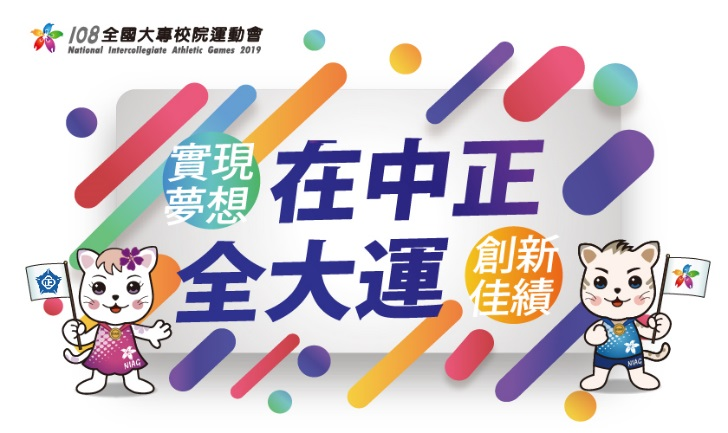 108全國大專校院運動會
National Intercollegiate Athletic Games 2019
實現
夢想
在中正
全大運
創新
佳績
正
NIAG
NIAG